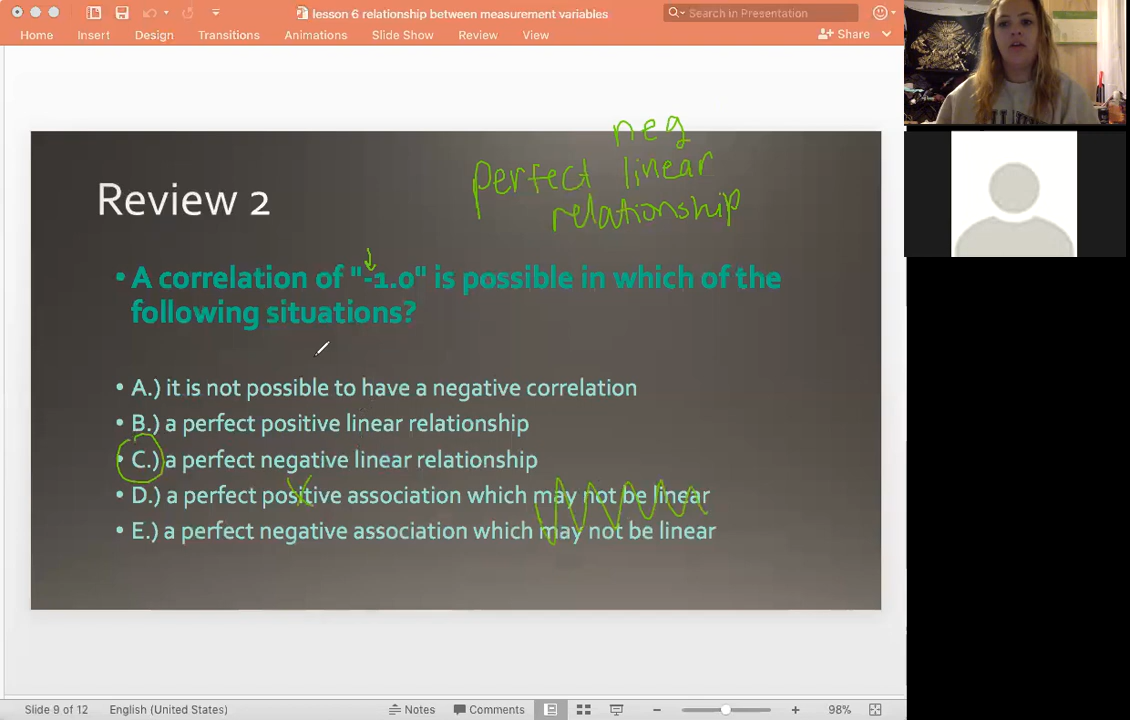 lesson 6 relationship between measurement variables
Search in Presentation
Home Insert Design Transitions Animations Slide Show Review View
Share
neg
perfect linear
relationship
Review 2
• A correlation of "-1.0" is possible in which of the
following situations?
• A.) it is not possible to have a negative correlation
• B.) a perfect positive linear relationship
• C.) a perfect negative linear relationship
• D.) a perfect positive association which may not be linear
• E.) a perfect negative association which may not be linear
Slide 9 of 12 English (United States) Notes Comments 98%